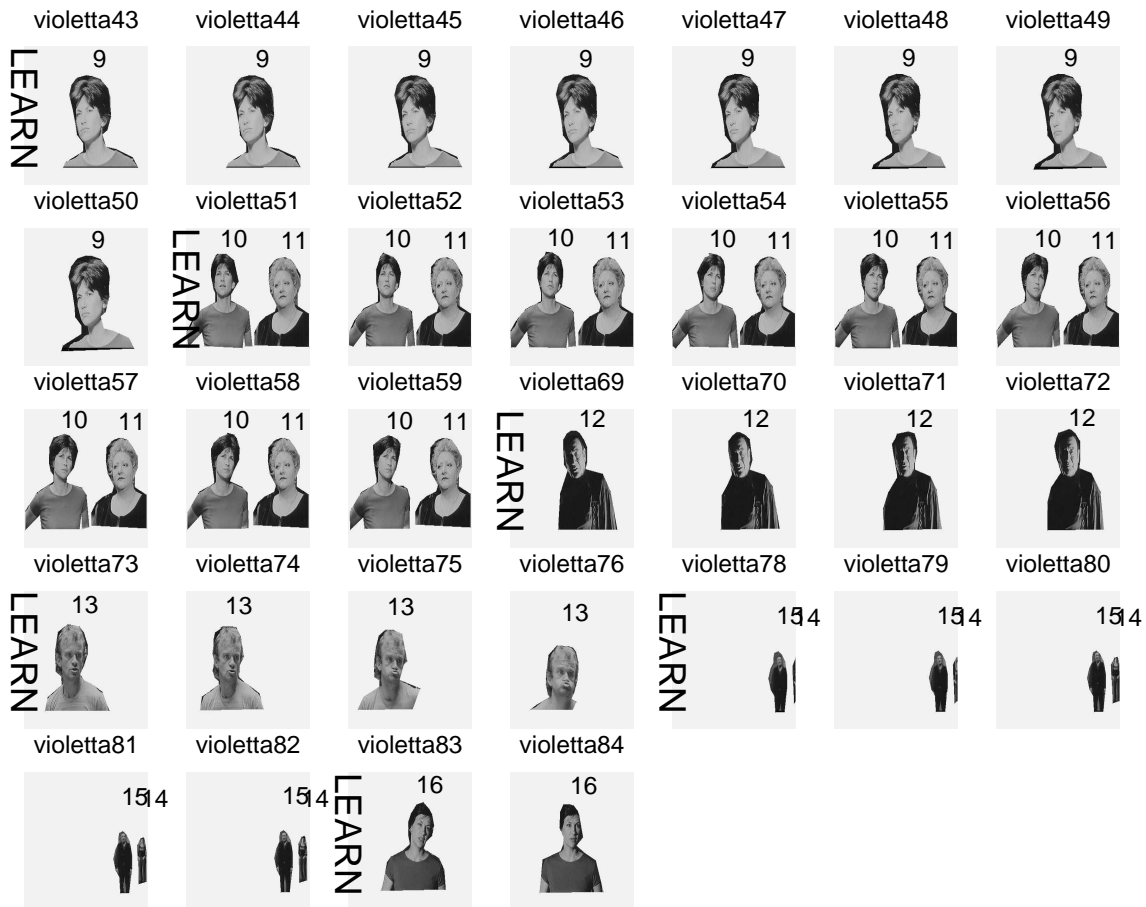 violetta43 violetta44 violetta45 violetta46 violetta47 violetta48 violetta49
LEARN 9 9 9 9 9 9 9
violetta50 violetta51 violetta52 violetta53 violetta54 violetta55 violetta56
9 LEARN 10 11 10 11 10 11 10 11 10 11 10 11
violetta57 violetta58 violetta59 violetta69 violetta70 violetta71 violetta72
10 11 10 11 10 11 LEARN 12 12 12 12
violetta73 violetta74 violetta75 violetta76 violetta78 violetta79 violetta80
LEARN 13 13 13 13 LEARN 15 14 15 14 15 14
violetta81 violetta82 violetta83 violetta84
15 14 15 14 LEARN 16 16